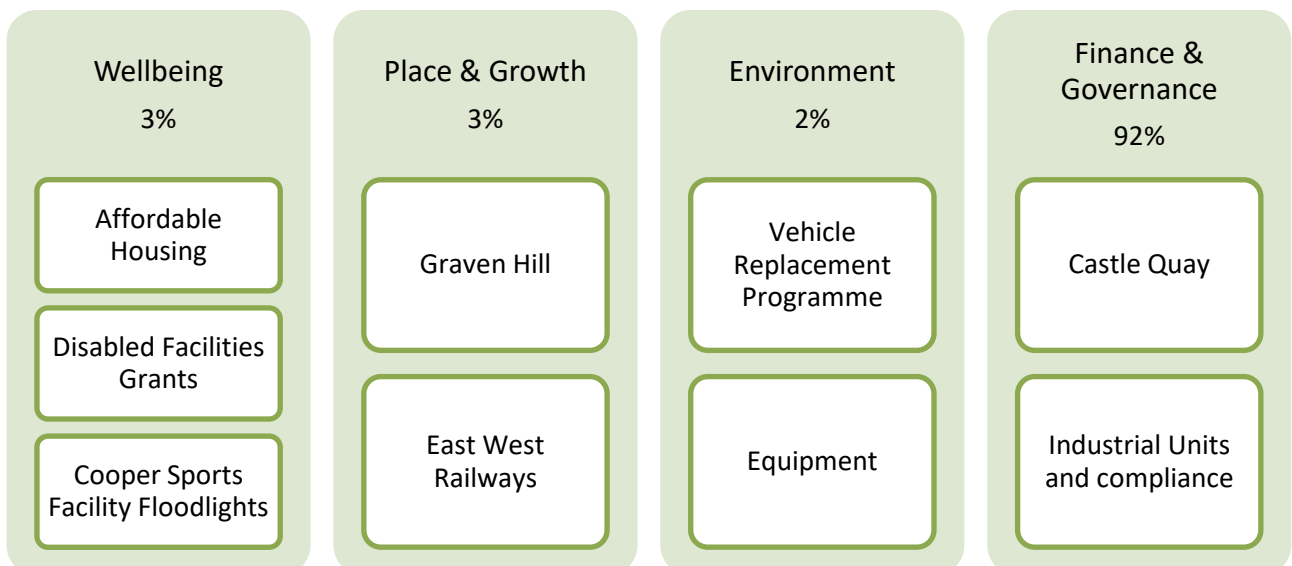 Wellbeing
3%
Affordable
Housing
Disabled Facilities
Grants
Cooper Sports
Facility Floodlights
Place & Growth
3%
Graven Hill
East West
Railways
Environment
2%
Vehicle
Replacement
Programme
Equipment
Finance &
Governance
92%
Castle Quay
Industrial Units
and compliance